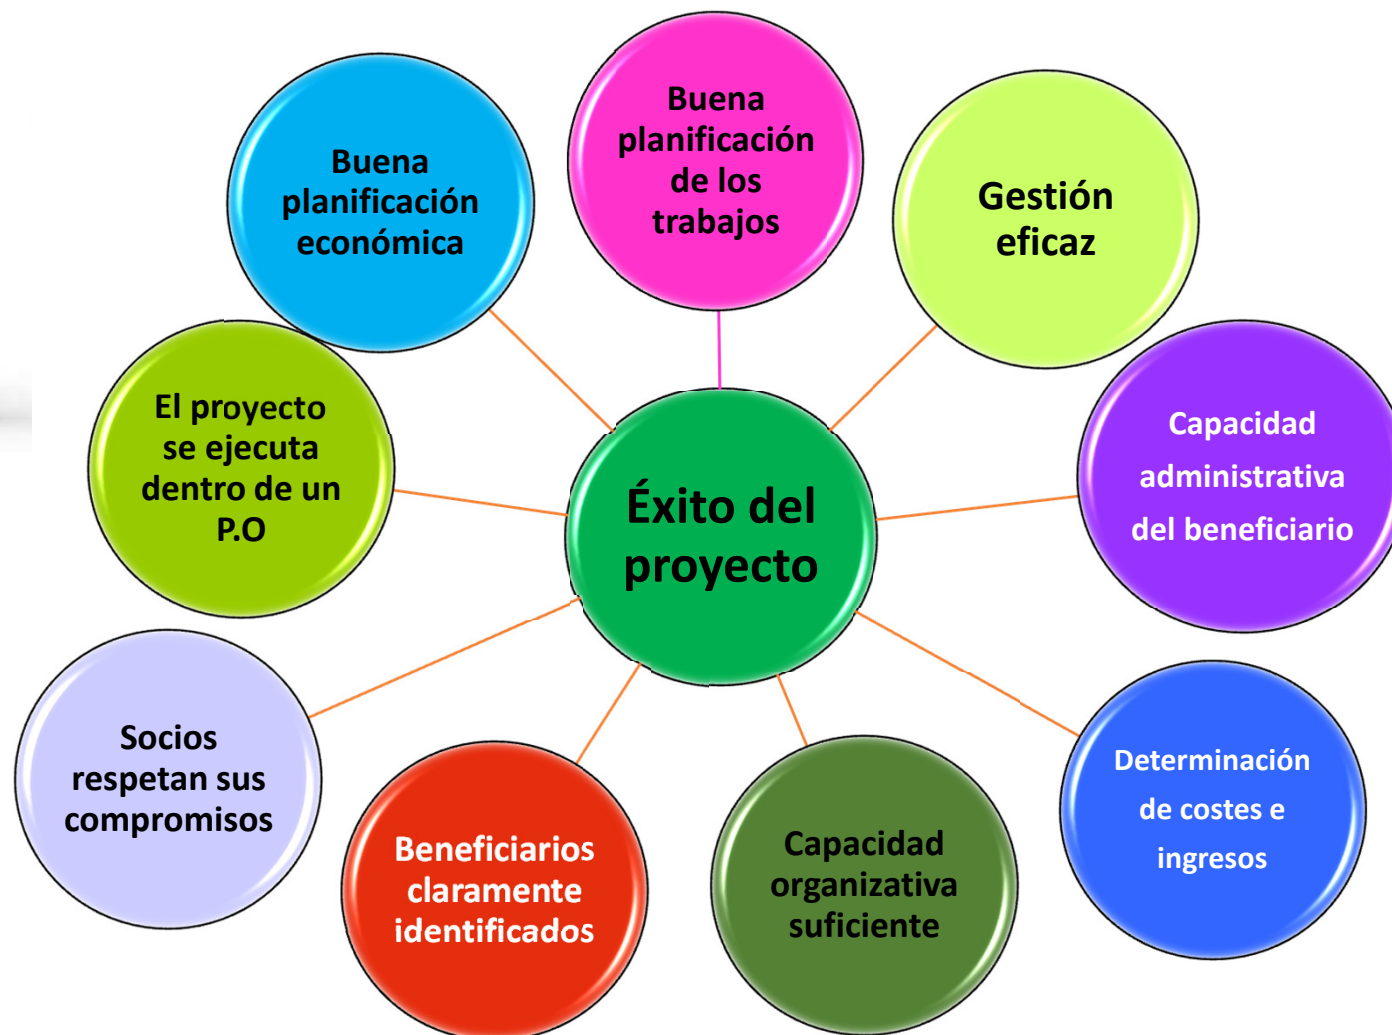 Buena
planificación
de los
trabajos
Buena
planificación
económica
Gestión
eficaz
El proyecto
se ejecuta
dentro de un
P.O
Capacidad
administrativa
del beneficiario
Éxito del
proyecto
Socios
respetan sus
compromisos
Determinación
de costes e
ingresos
Beneficiarios
claramente
identificados
Capacidad
organizativa
suficiente